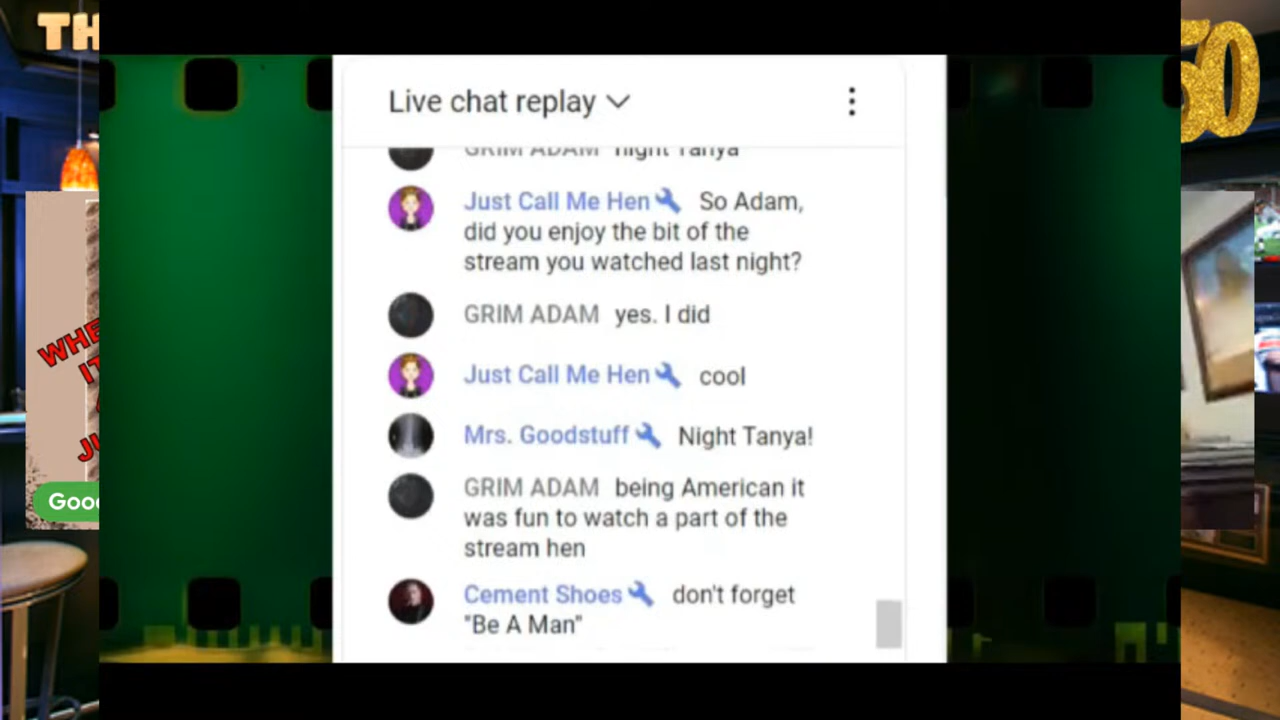 TH
50
Live chat replay
GRIM ADAM night Tanya
Just Call Me Hen So Adam,
did you enjoy the bit of the
stream you watched last night?
GRIM ADAM yes. I did
Just Call Me Hen cool
Mrs. Goodstuff Night Tanya!
GRIM ADAM being American it
was fun to watch a part of the
stream hen
Cement Shoes don't forget
"Be A Man"
WHE
IT
JU
Good